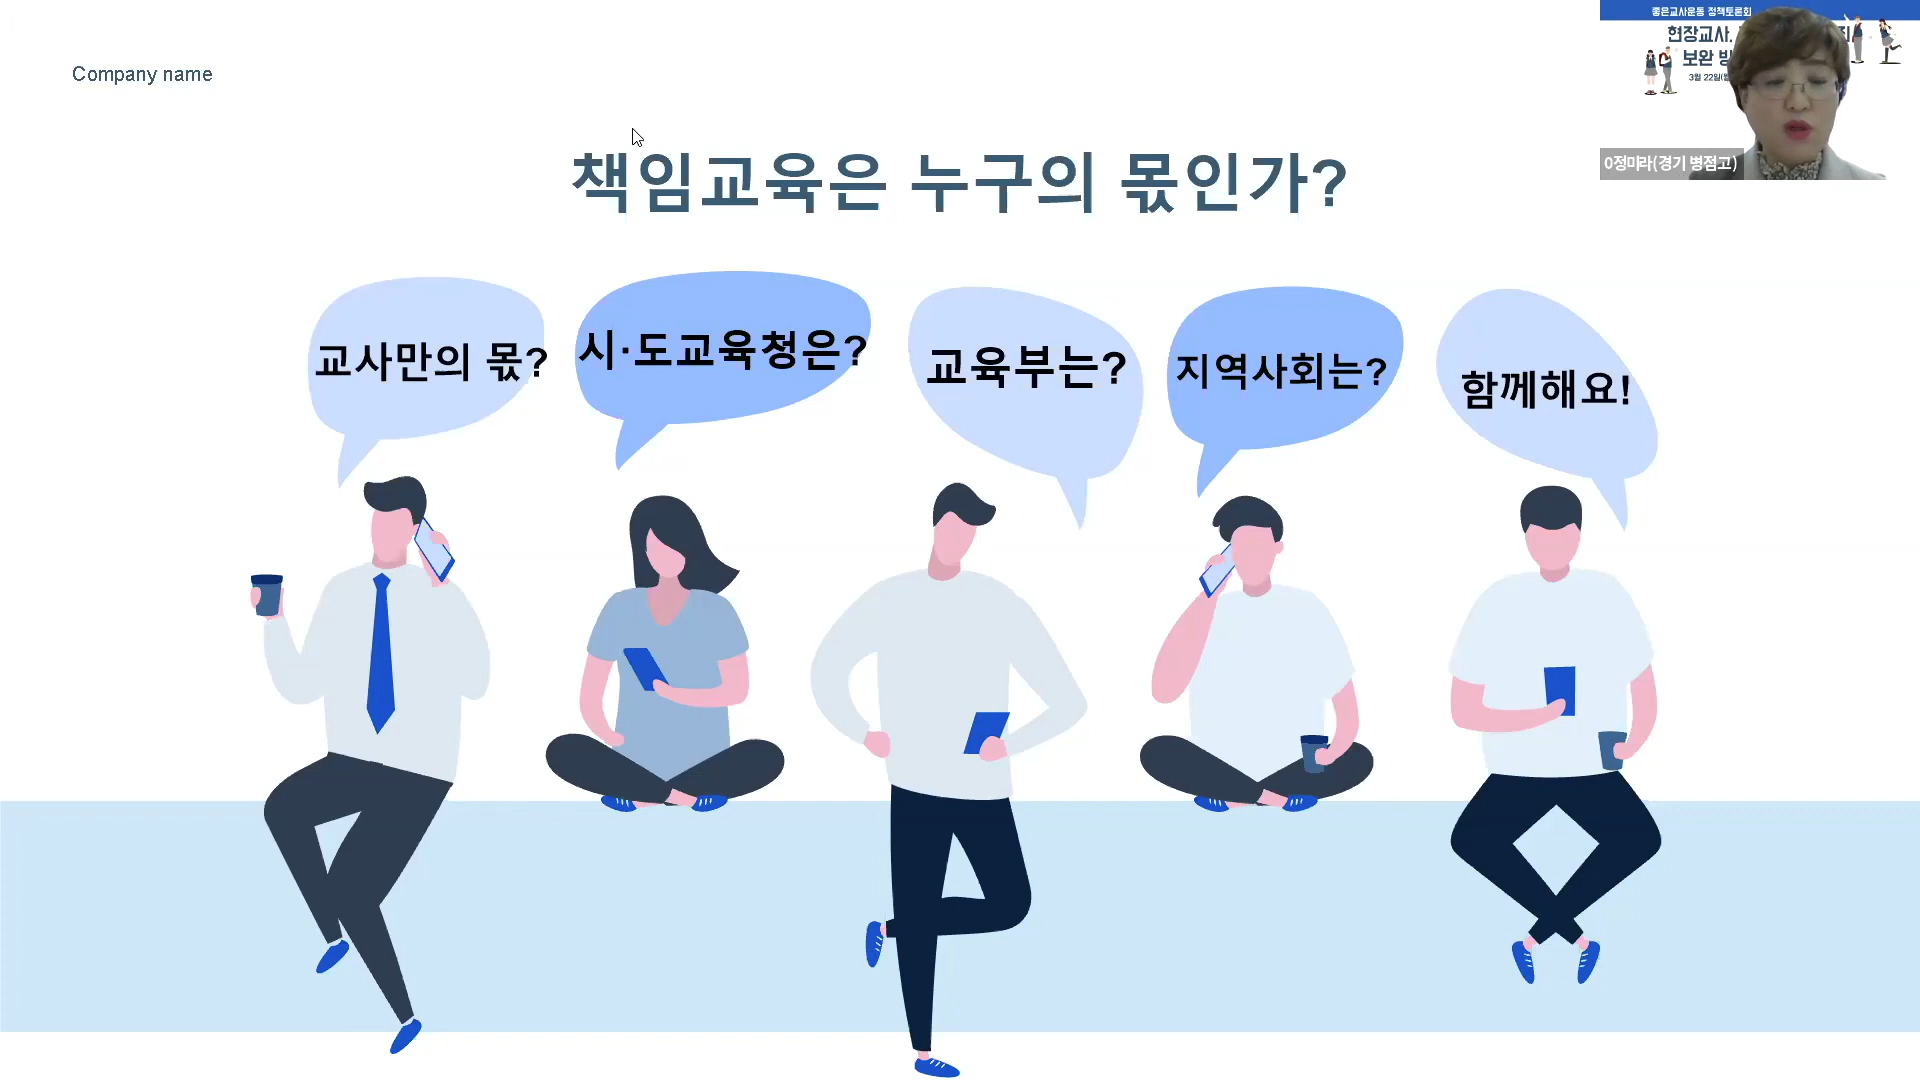 Company name
좋은교사운동 정책토론회
현장교사,
보완
3월 22일(월
0정미라(경기 병점고)
책임교육은 누구의 몫인가?
교사만의 몫?
시·도교육청은?
교육부는?
지역사회는?
함께해요!